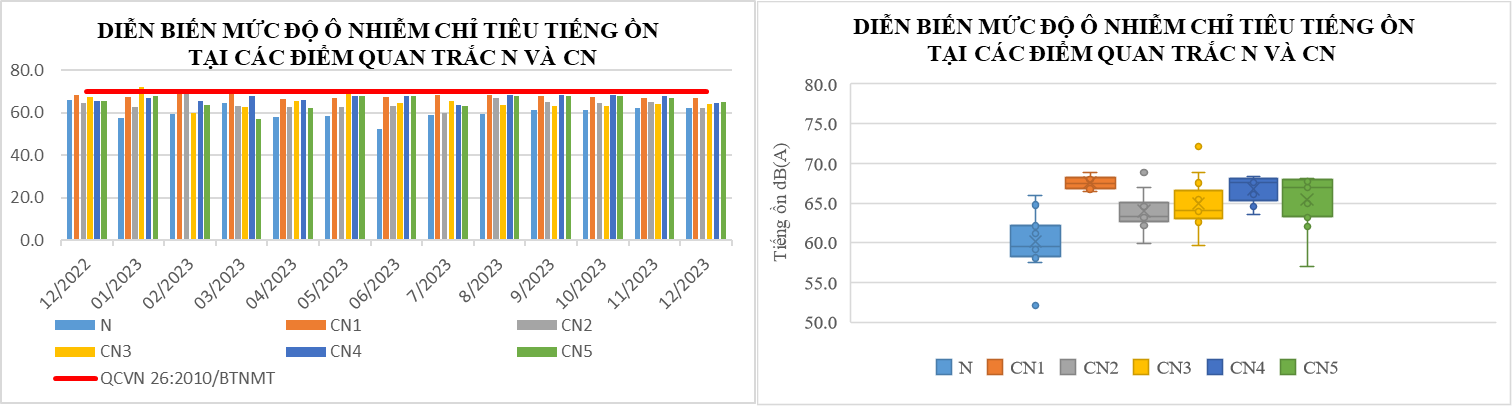 DIỄN BIẾN MỨC ĐỘ Ô NHIỄM CHỈ TIÊU TIẾNG ỒN
TẠI CÁC ĐIỂM QUAN TRẮC N VÀ CN
80.0
60.0
40.0
20.0
0.0
12/2022
01/2023
02/2023
03/2023
04/2023
05/2023
06/2023
7/2023
8/2023
9/2023
10/2023
11/2023
12/2023
N
CN1
CN2
CN3
CN4
CN5
QCVN 26:2010/BTNMT
DIỄN BIẾN MỨC ĐỘ Ô NHIỄM CHỈ TIÊU TIẾNG ỒN
TẠI CÁC ĐIỂM QUAN TRẮC N VÀ CN
Tiếng ồn dB(A)
80.0
75.0
70.0
65.0
60.0
55.0
50.0
N
CN1
CN2
CN3
CN4
CN5